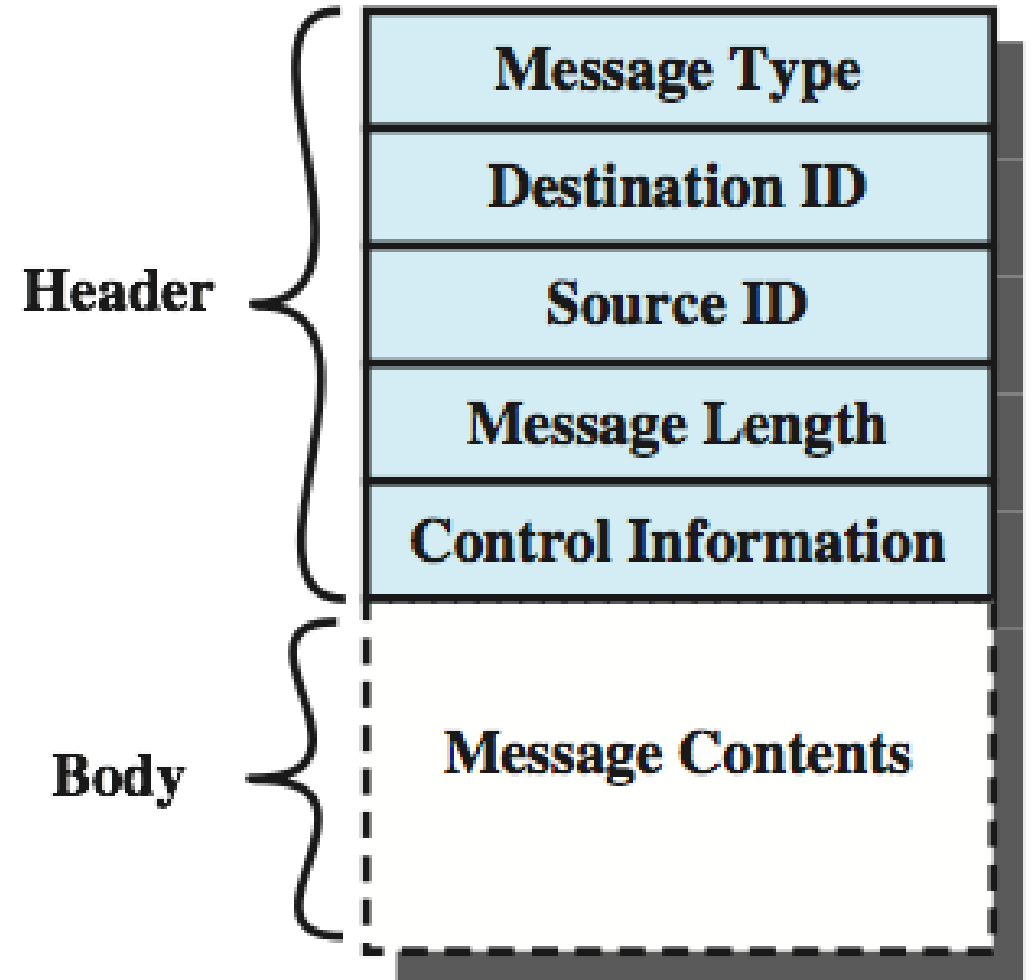 Message Type
Destination ID
Source ID
Header
Message Length
Control Information
Message Contents
Body